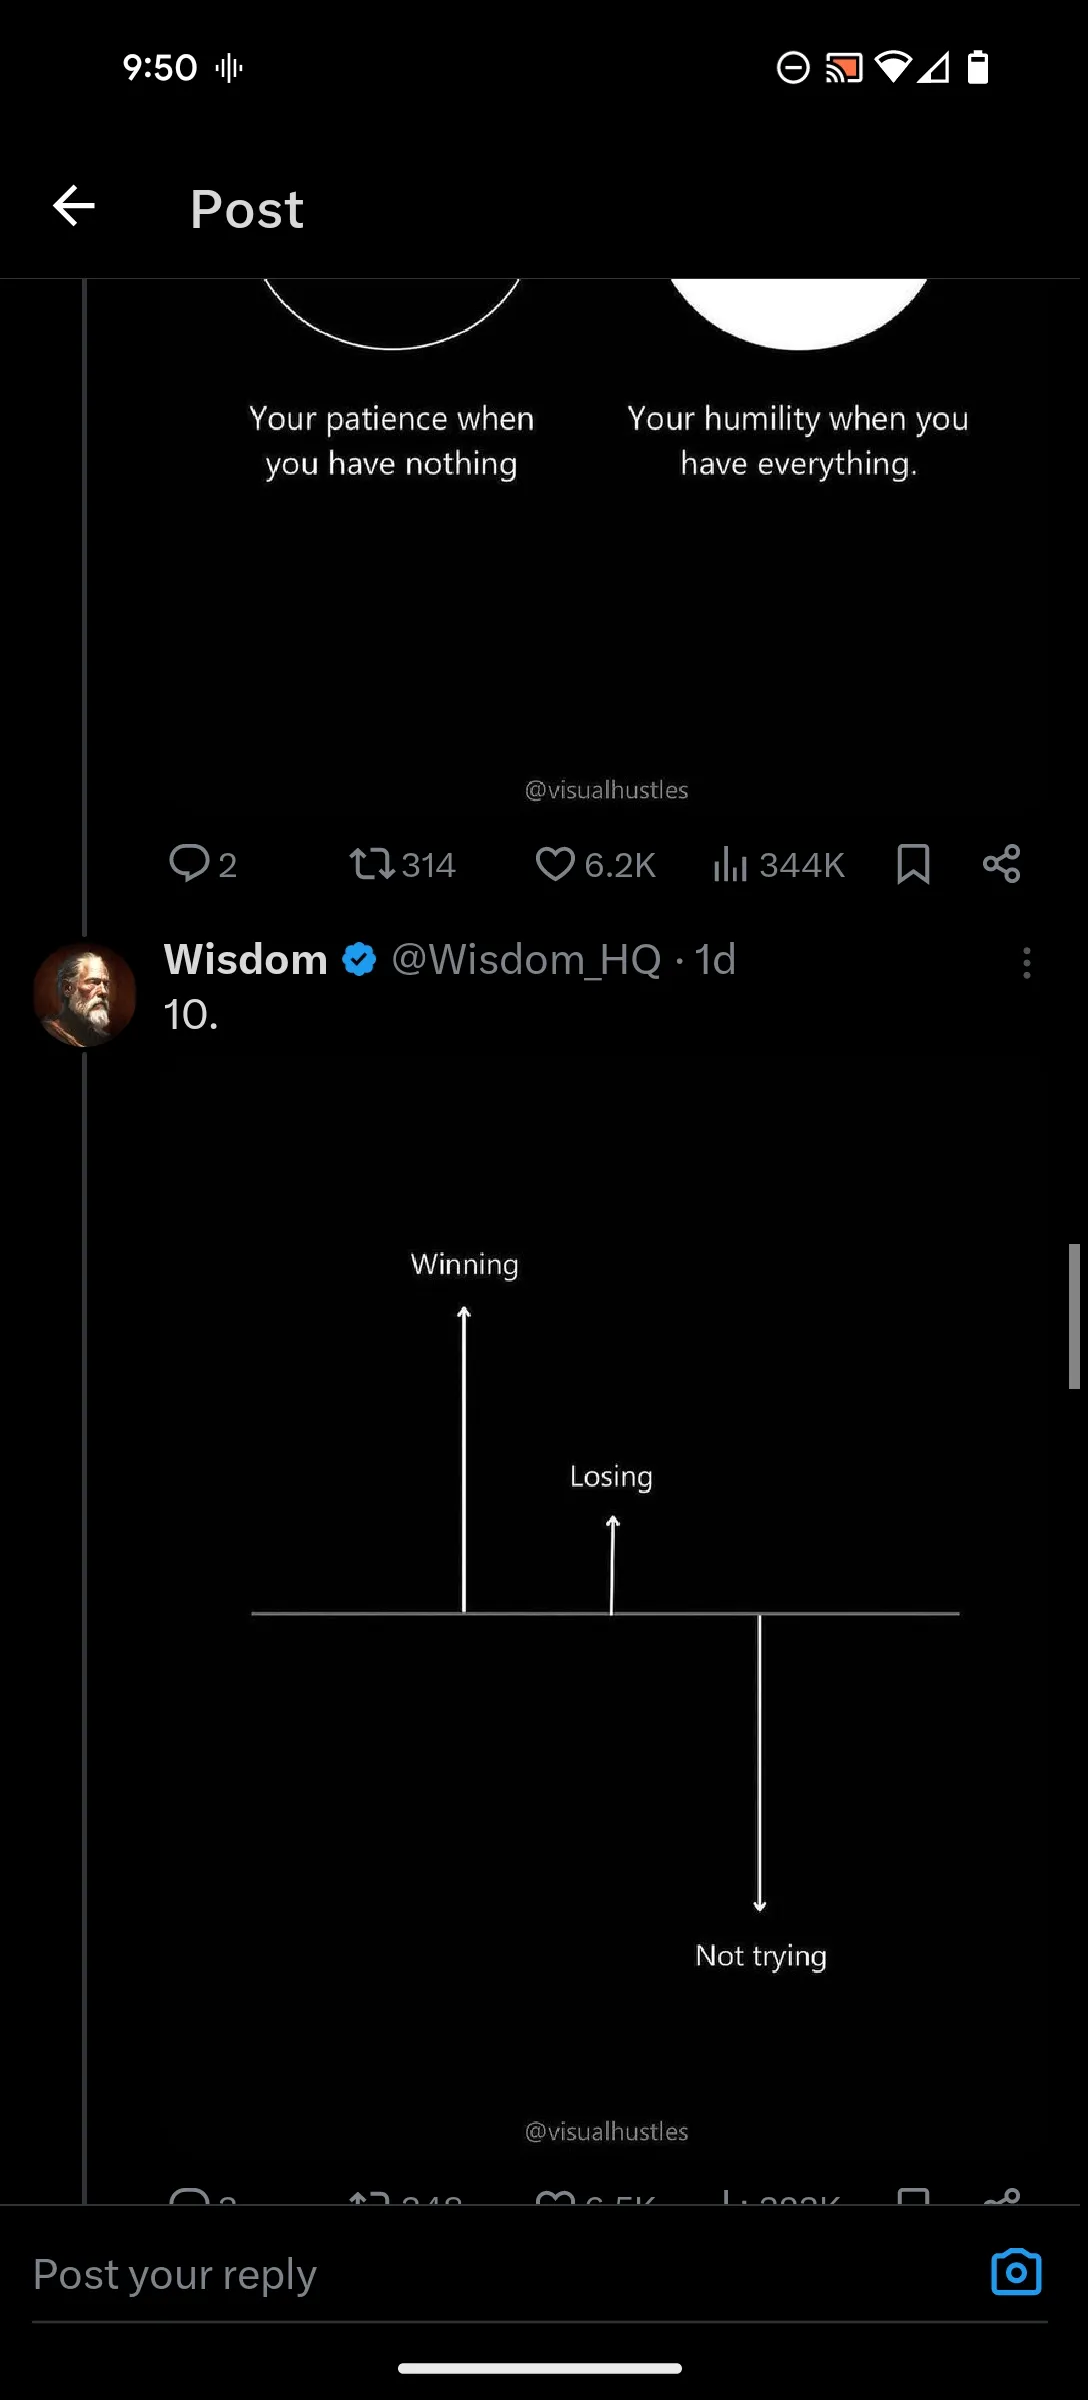 9:50
Post
Your patience when
you have nothing
Your humility when you
have everything.
@visualhustles
2 314 6.2K 344K
Wisdom @Wisdom_HQ · 1d
10.
Winning
Losing
Not trying
@visualhustles
Post your reply